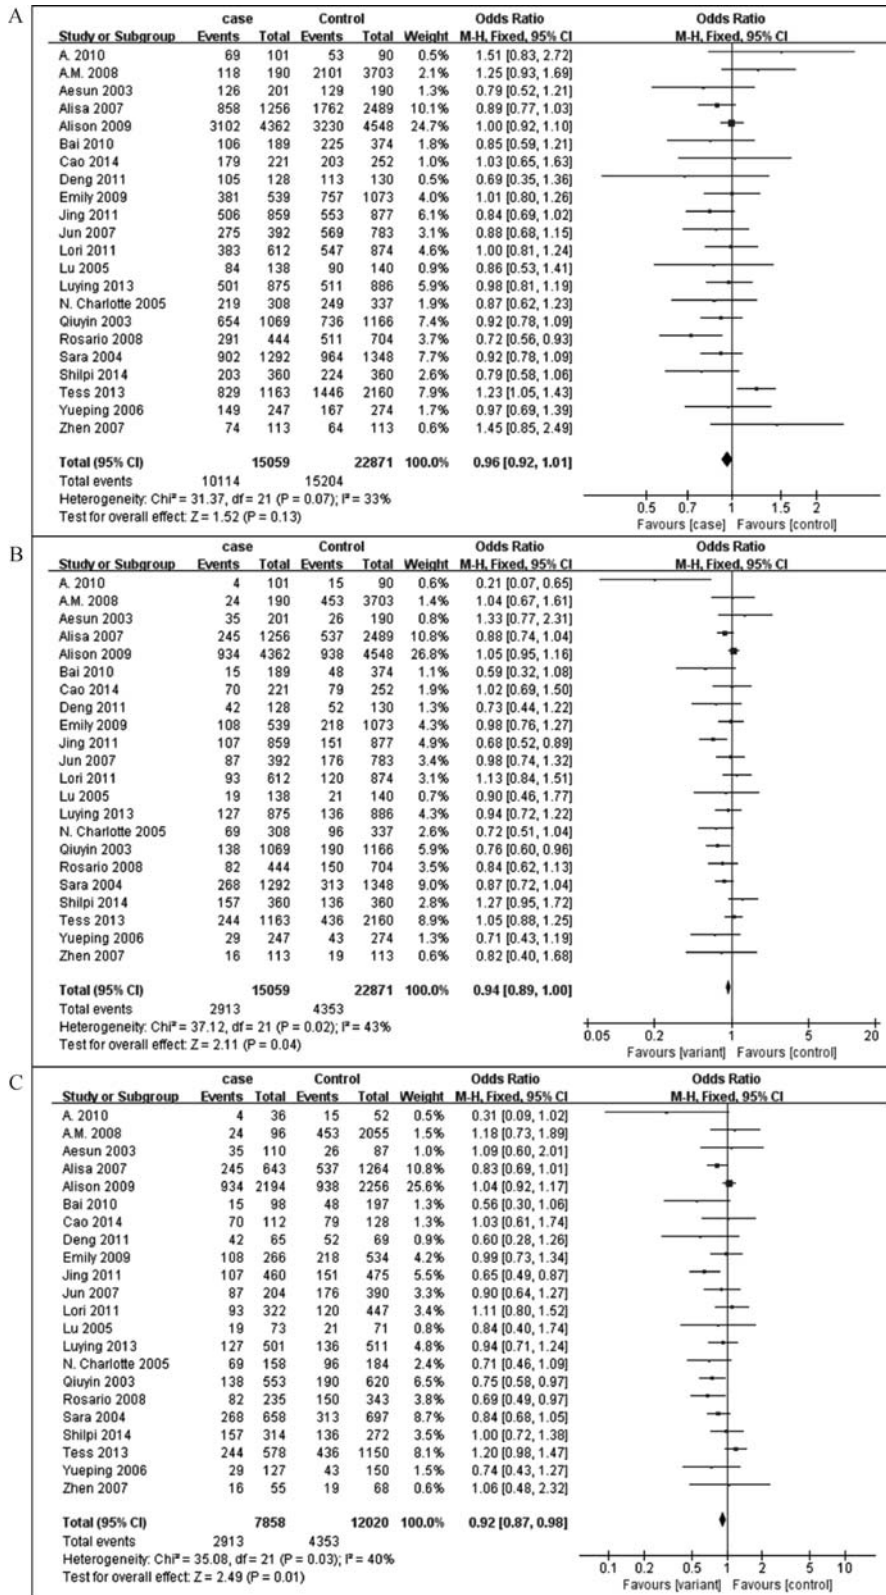 A
case Control Odds Ratio Odds Ratio
Study or Subgroup Events Total Events Total Weight M-H, Fixed, 95% CI M-H, Fixed, 95% CI
A. 2010 69 101 53 90 0.5% 1.51 [0.83, 2.72]
A.M. 2008 118 190 2101 3703 2.1% 1.25 [0.93, 1.69]
Aesun 2003 126 201 129 190 2.0% 0.79 [0.52, 1.21]
Alisa 2007 858 1256 1762 2489 10.1% 0.89 [0.77, 1.03]
Alison 2009 3102 4362 3230 4548 24.7% 1.00 [0.92, 1.10]
Bai 2010 106 189 225 374 1.8% 0.85 [0.59, 1.21]
Cao 2014 179 221 203 252 1.0% 1.03 [0.65, 1.63]
Deng 2011 105 128 113 130 0.5% 0.69 [0.35, 1.36]
Emily 2009 381 539 757 1073 4.1% 1.01 [0.80, 1.26]
Jing 2011 506 859 553 877 6.1% 0.84 [0.69, 1.02]
Jun 2007 275 392 569 783 3.2% 0.88 [0.68, 1.15]
Lori 2011 383 612 547 874 4.6% 1.00 [0.81, 1.24]
Lu 2005 84 138 90 140 0.9% 0.86 [0.53, 1.41]
Luying 2013 501 875 511 886 5.8% 0.98 [0.81, 1.19]
N. Charlotte 2005 219 308 249 337 1.9% 0.87 [0.62, 1.23]
Qiuyin 2003 654 1069 736 1166 7.4% 0.92 [0.78, 1.09]
Rosario 2008 291 444 511 704 3.8% 0.72 [0.56, 0.93]
Sara 2004 902 1292 964 1348 7.7% 0.92 [0.78, 1.09]
Shilpi 2014 203 360 224 360 2.6% 0.79 [0.58, 1.06]
Tess 2013 829 1163 1446 2160 7.9% 1.23 [1.05, 1.43]
Yueping 2006 149 247 167 274 1.7% 0.97 [0.69, 1.39]
Zhen 2007 74 113 64 113 0.6% 1.45 [0.85, 2.49]
Total (95% CI) 15059 22871 100.0% 0.96 [0.92, 1.01]
Total events 10114 15204
Heterogeneity: Chi² = 31.37, df = 21 (P = 0.07); I² = 33%
Test for overall effect: Z = 1.52 (P = 0.13)
0.5 0.7 1 1.5 2
Favours [case] Favours [control]
B
case Control Odds Ratio Odds Ratio
Study or Subgroup Events Total Events Total Weight M-H, Fixed, 95% CI M-H, Fixed, 95% CI
A. 2010 4 101 15 90 0.6% 0.21 [0.07, 0.65]
A.M. 2008 24 190 453 3703 1.4% 1.04 [0.67, 1.61]
Aesun 2003 35 201 26 190 0.8% 1.33 [0.77, 2.31]
Alisa 2007 245 1256 537 2489 10.8% 0.88 [0.74, 1.04]
Alison 2009 934 4362 938 4548 26.8% 1.05 [0.95, 1.16]
Bai 2010 15 189 48 374 1.1% 0.59 [0.32, 1.08]
Cao 2014 70 221 79 252 1.9% 1.02 [0.69, 1.50]
Deng 2011 42 128 52 130 1.2% 0.73 [0.44, 1.22]
Emily 2009 108 539 218 1073 4.3% 0.98 [0.76, 1.27]
Jing 2011 107 859 151 877 4.9% 0.68 [0.52, 0.89]
Jun 2007 87 392 176 783 3.4% 0.98 [0.74, 1.32]
Lori 2011 93 612 120 874 3.1% 1.13 [0.84, 1.51]
Lu 2005 19 138 21 140 0.7% 0.90 [0.46, 1.77]
Luying 2013 127 875 136 886 4.3% 0.94 [0.72, 1.22]
N. Charlotte 2005 69 308 96 337 2.6% 0.72 [0.51, 1.04]
Qiuyin 2003 138 1069 190 1166 5.9% 0.76 [0.60, 0.96]
Rosario 2008 82 444 150 704 3.5% 0.84 [0.62, 1.13]
Sara 2004 268 1292 313 1348 9.0% 0.87 [0.72, 1.04]
Shilpi 2014 157 360 136 360 2.9% 1.27 [0.95, 1.72]
Tess 2013 244 1163 436 2160 8.9% 1.05 [0.88, 1.25]
Yueping 2006 29 247 43 274 1.3% 0.71 [0.43, 1.19]
Zhen 2007 16 113 19 113 0.6% 0.82 [0.40, 1.68]
Total (95% CI) 15059 22871 100.0% 0.94 [0.89, 1.00]
Total events 2913 4353
Heterogeneity: Chi² = 37.12, df = 21 (P = 0.02); I² = 43%
Test for overall effect: Z = 2.11 (P = 0.04)
0.05 0.2 1 5 20
Favours [variant] Favours [control]
C
case Control Odds Ratio Odds Ratio
Study or Subgroup Events Total Events Total Weight M-H, Fixed, 95% CI M-H, Fixed, 95% CI
A. 2010 4 36 15 52 0.5% 0.31 [0.09, 1.02]
A.M. 2008 24 96 453 2055 1.5% 1.18 [0.73, 1.89]
Aesun 2003 35 110 26 87 1.0% 1.09 [0.60, 2.01]
Alisa 2007 245 643 537 1264 10.8% 0.83 [0.69, 1.01]
Alison 2009 934 2194 938 2256 25.6% 1.04 [0.92, 1.17]
Bai 2010 15 98 48 197 1.3% 0.56 [0.30, 1.06]
Cao 2014 70 112 79 128 1.3% 1.03 [0.61, 1.74]
Deng 2011 42 65 52 69 0.9% 0.60 [0.28, 1.26]
Emily 2009 108 266 218 534 4.2% 0.99 [0.73, 1.34]
Jing 2011 107 460 151 475 5.5% 0.65 [0.49, 0.87]
Jun 2007 87 204 176 390 3.4% 0.90 [0.64, 1.27]
Lori 2011 93 322 120 447 3.4% 1.11 [0.80, 1.52]
Lu 2005 19 73 21 71 0.8% 0.84 [0.40, 1.74]
Luying 2013 127 501 136 511 4.8% 0.94 [0.71, 1.24]
N. Charlotte 2005 69 158 96 184 2.4% 0.71 [0.46, 1.09]
Qiuyin 2003 138 553 190 620 6.5% 0.75 [0.58, 0.97]
Rosario 2008 82 235 150 343 3.9% 0.69 [0.49, 0.97]
Sara 2004 268 658 313 697 8.7% 0.84 [0.68, 1.05]
Shilpi 2014 157 314 136 272 3.5% 1.00 [0.72, 1.38]
Tess 2013 244 578 436 1150 8.1% 1.20 [0.98, 1.47]
Yueping 2006 29 127 43 150 1.5% 0.74 [0.43, 1.27]
Zhen 2007 16 55 19 68 0.6% 1.06 [0.48, 2.32]
Total (95% CI) 7858 12020 100.0% 0.92 [0.87, 0.98]
Total events 2913 4353
Heterogeneity: Chi² = 35.08, df = 21 (P = 0.03); I² = 40%
Test for overall effect: Z = 2.49 (P = 0.01)
0.1 0.2 0.5 1 2 5 10
Favours [variant] Favours [control]